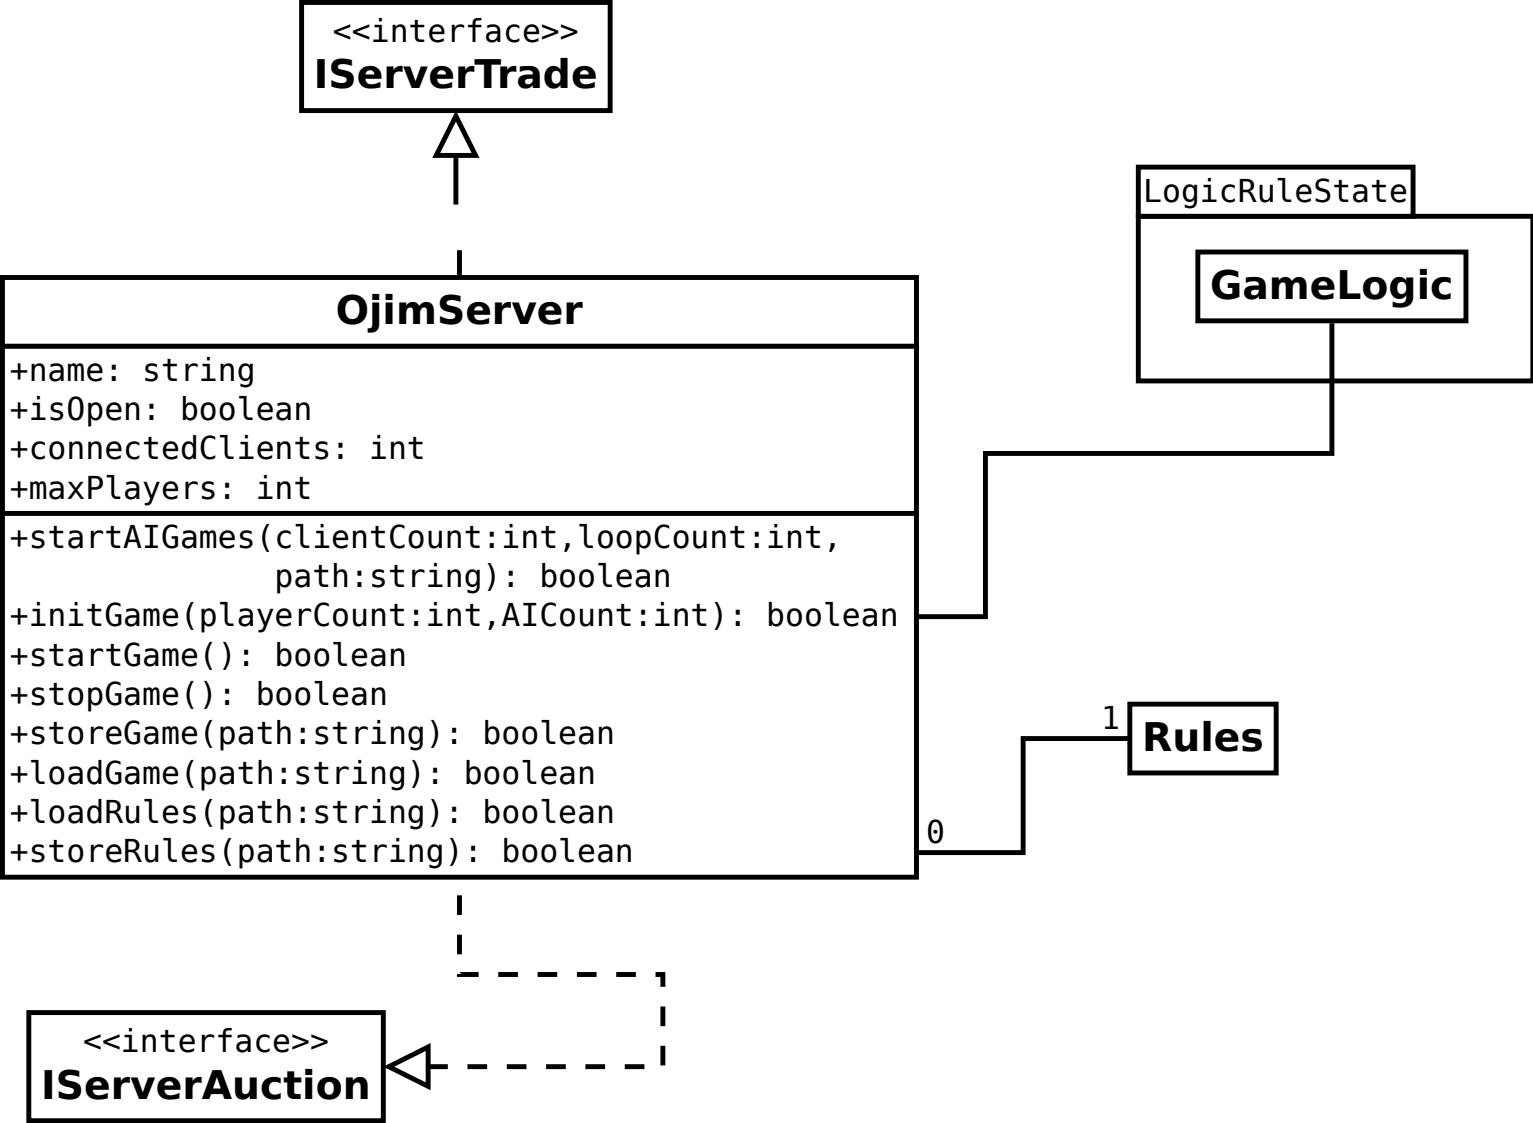 <<interface>>
IServerTrade
LogicRuleState
GameLogic
OjimServer
+name: string
+isOpen: boolean
+connectedClients: int
+maxPlayers: int
+startAIGames(clientCount:int,loopCount:int,
path:string): boolean
+initGame(playerCount:int,AICount:int): boolean
+startGame(): boolean
+stopGame(): boolean
+storeGame(path:string): boolean
+loadGame(path:string): boolean
+loadRules(path:string): boolean
+storeRules(path:string): boolean
1
Rules
0
<<interface>>
IServerAuction